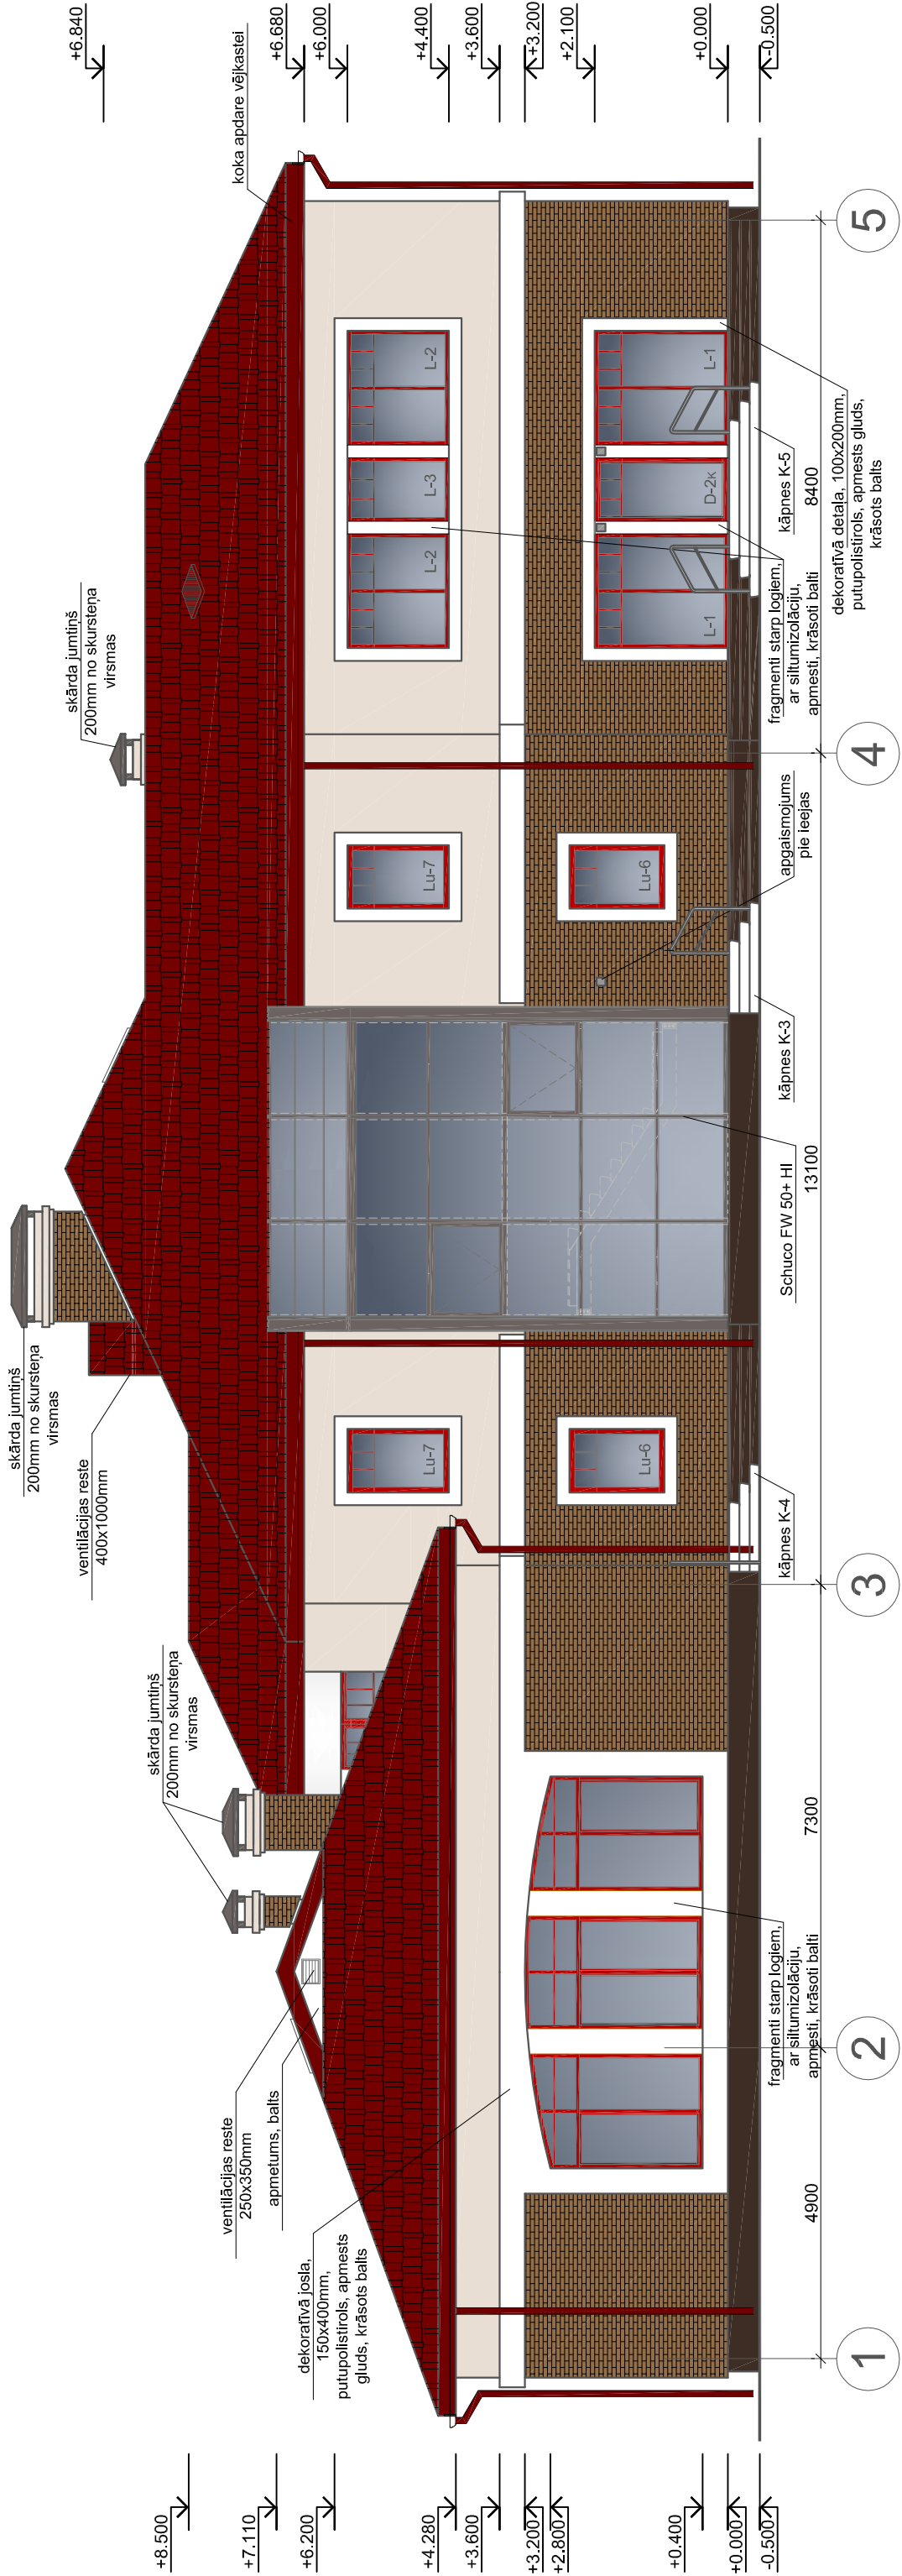 skārda jumtiņš
200mm no skursteņa
virsmas
ventilācijas reste
400x1000mm
skārda jumtiņš
200mm no skursteņa
virsmas
skārda jumtiņš
200mm no skursteņa
virsmas
koka apdare vējkastei
ventilācijas reste
250x350mm
apmetums, balts
dekoratīvā josla,
150x400mm,
putupolistirols, apmests
gluds, krāsots balts
+8.500
+7.110
+6.200
+4.280
+3.600
+3.200
+2.800
+0.400
+0.000
-0.500
+6.840
+6.680
+6.000
+4.400
+3.600
+3.200
+2.100
+0.000
-0.500
Lu-7
Lu-7
L-2
L-3
L-2
Lu-6
Lu-6
L-1
D-2K
L-1
fragmenti starp logiem,
ar siltumizolāciju,
apmesti, krāsoti balti
kāpnes K-4
Schuco FW 50+ HI
kāpnes K-3
apgaismojums
pie ieejas
fragmenti starp logiem,
ar siltumizolāciju,
apmesti, krāsoti balti
kāpnes K-5
dekoratīvā detaļa, 100x200mm,
putupolistirols, apmests gluds,
krāsots balts
4900
7300
13100
8400
1
2
3
4
5